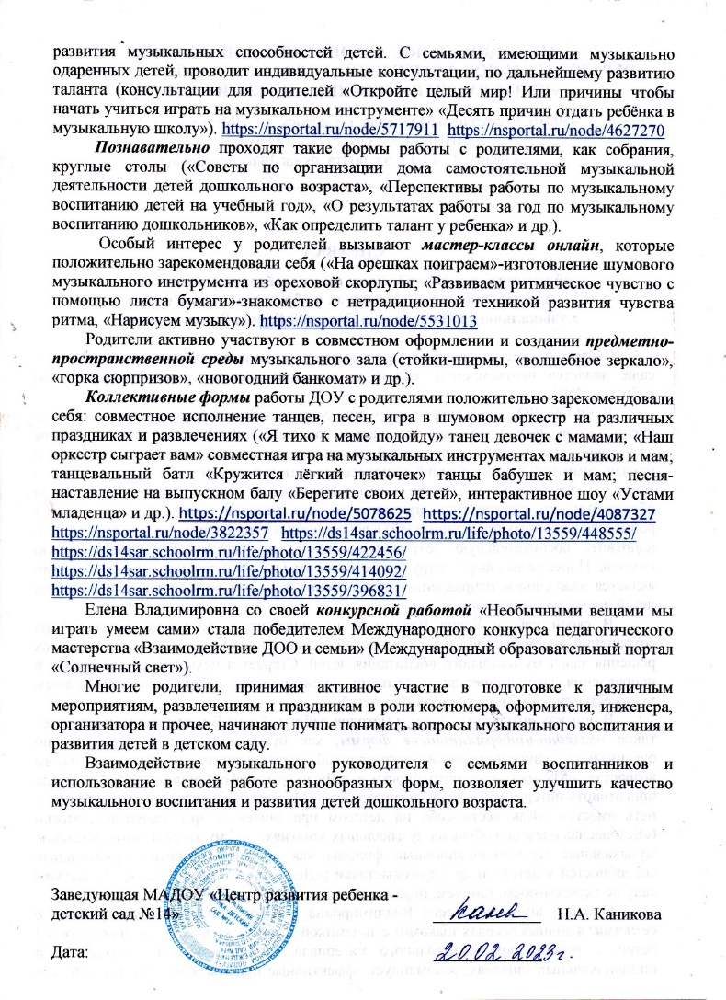 развития музыкальных способностей детей. С семьями, имеющими музыкально
одаренных детей, проводит индивидуальные консультации, по дальнейшему развитию
таланта (консультации для родителей «Откройте целый мир! Или причины чтобы
начать учиться играть на музыкальном инструменте» «Десять причин отдать ребёнка в
музыкальную школу»). https://nsportal.ru/node/5717911 https://nsportal.ru/node/4627270
Познавательно проходят такие формы работы с родителями, как собрания,
круглые столы («Советы по организации дома самостоятельной музыкальной
деятельности детей дошкольного возраста», «Перспективы работы по музыкальному
воспитанию детей на учебный год», «О результатах работы за год по музыкальному
воспитанию дошкольников», «Как определить талант у ребенка» и др.).
Особый интерес у родителей вызывают мастер-классы онлайн, которые
положительно зарекомендовали себя («На орешках поиграем»-изготовление шумового
музыкального инструмента из ореховой скорлупы; «Развиваем ритмическое чувство с
помощью листа бумаги»-знакомство с нетрадиционной техникой развития чувства
ритма, «Нарисуем музыку»). https://nsportal.ru/node/5531013
Родители активно участвуют в совместном оформлении и создании предметно-
пространственной среды музыкального зала (стойки-ширмы, «волшебное зеркало»,
«горка сюрпризов», «новогодний банкомат» и др.).
Коллективные формы работы ДОУ с родителями положительно зарекомендовали
себя: совместное исполнение танцев, песен, игра в шумовом оркестр на различных
праздниках и развлечениях («Я тихо к маме подойду» танец девочек с мамами; «Наш
оркестр сыграет вам» совместная игра на музыкальных инструментах мальчиков и мам;
танцевальный батл «Кружится лёгкий платочек» танцы бабушек и мам; песня-
наставление на выпускном балу «Берегите своих детей», интерактивное шоу «Устами
младенца» и др.). https://nsportal.ru/node/5078625 https://nsportal.ru/node/4087327
https://nsportal.ru/node/3822357 https://ds14sar.schoolrm.ru/life/photo/13559/448555/
https://ds14sar.schoolrm.ru/life/photo/13559/422456/
https://ds14sar.schoolrm.ru/life/photo/13559/414092/
https://ds14sar.schoolrm.ru/life/photo/13559/396831/
Елена Владимировна со своей конкурсной работой «Необычными вещами мы
играть умеем сами» стала победителем Международного конкурса педагогического
мастерства «Взаимодействие ДОО и семьи» (Международный образовательный портал
«Солнечный свет»).
Многие родители, принимая активное участие в подготовке к различным
мероприятиям, развлечениям и праздникам в роли костюмера, оформителя, инженера,
организатора и прочее, начинают лучше понимать вопросы музыкального воспитания и
развития детей в детском саду.
Взаимодействие музыкального руководителя с семьями воспитанников и
использование в своей работе разнообразных форм, позволяет улучшить качество
музыкального воспитания и развития детей дошкольного возраста.
Заведующая МАДОУ «Центр развития ребенка -
детский сад №14» Н.А. Каникова
Дата: 20.02.2023г.